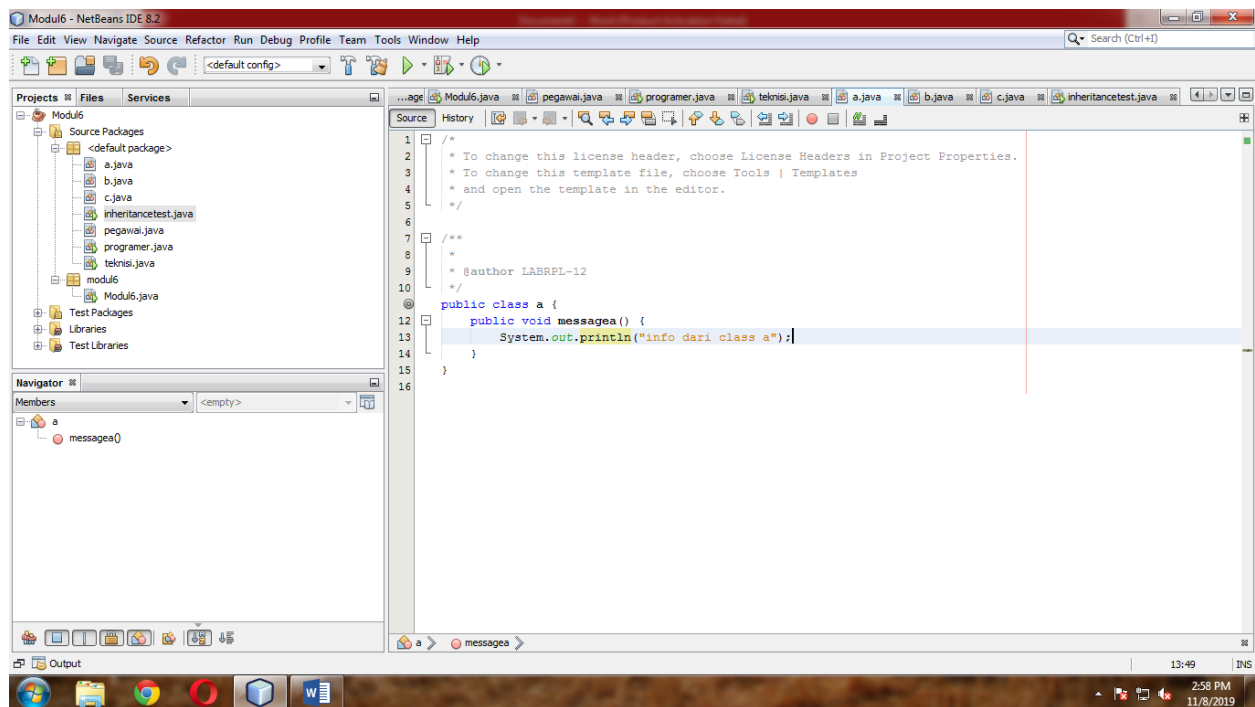 Modul6 - NetBeans IDE 8.2
File Edit View Navigate Source Refactor Run Debug Profile Team Tools Window Help
Search (Ctrl+I)
<default config>
Projects Files Services
Modul6
Source Packages
<default package>
a.java
b.java
c.java
inheritancetest.java
pegawai.java
programer.java
teknisi.java
modul6
Modul6.java
Test Packages
Libraries
Test Libraries
Navigator
Members <empty>
a
messagea()
...age Modul6.java pegawai.java programer.java teknisi.java a.java b.java c.java inheritancetest.java
Source History
1 /*
2 * To change this license header, choose License Headers in Project Properties.
3 * To change this template file, choose Tools | Templates
4 * and open the template in the editor.
5 */
6
7 /**
8 *
9 * @author LABRPL-12
10 */
public class a {
12 public void messagea() {
13 System.out.println("info dari class a");
14 }
15 }
16
a messagea
Output
13:49 INS
2:58 PM
11/8/2019